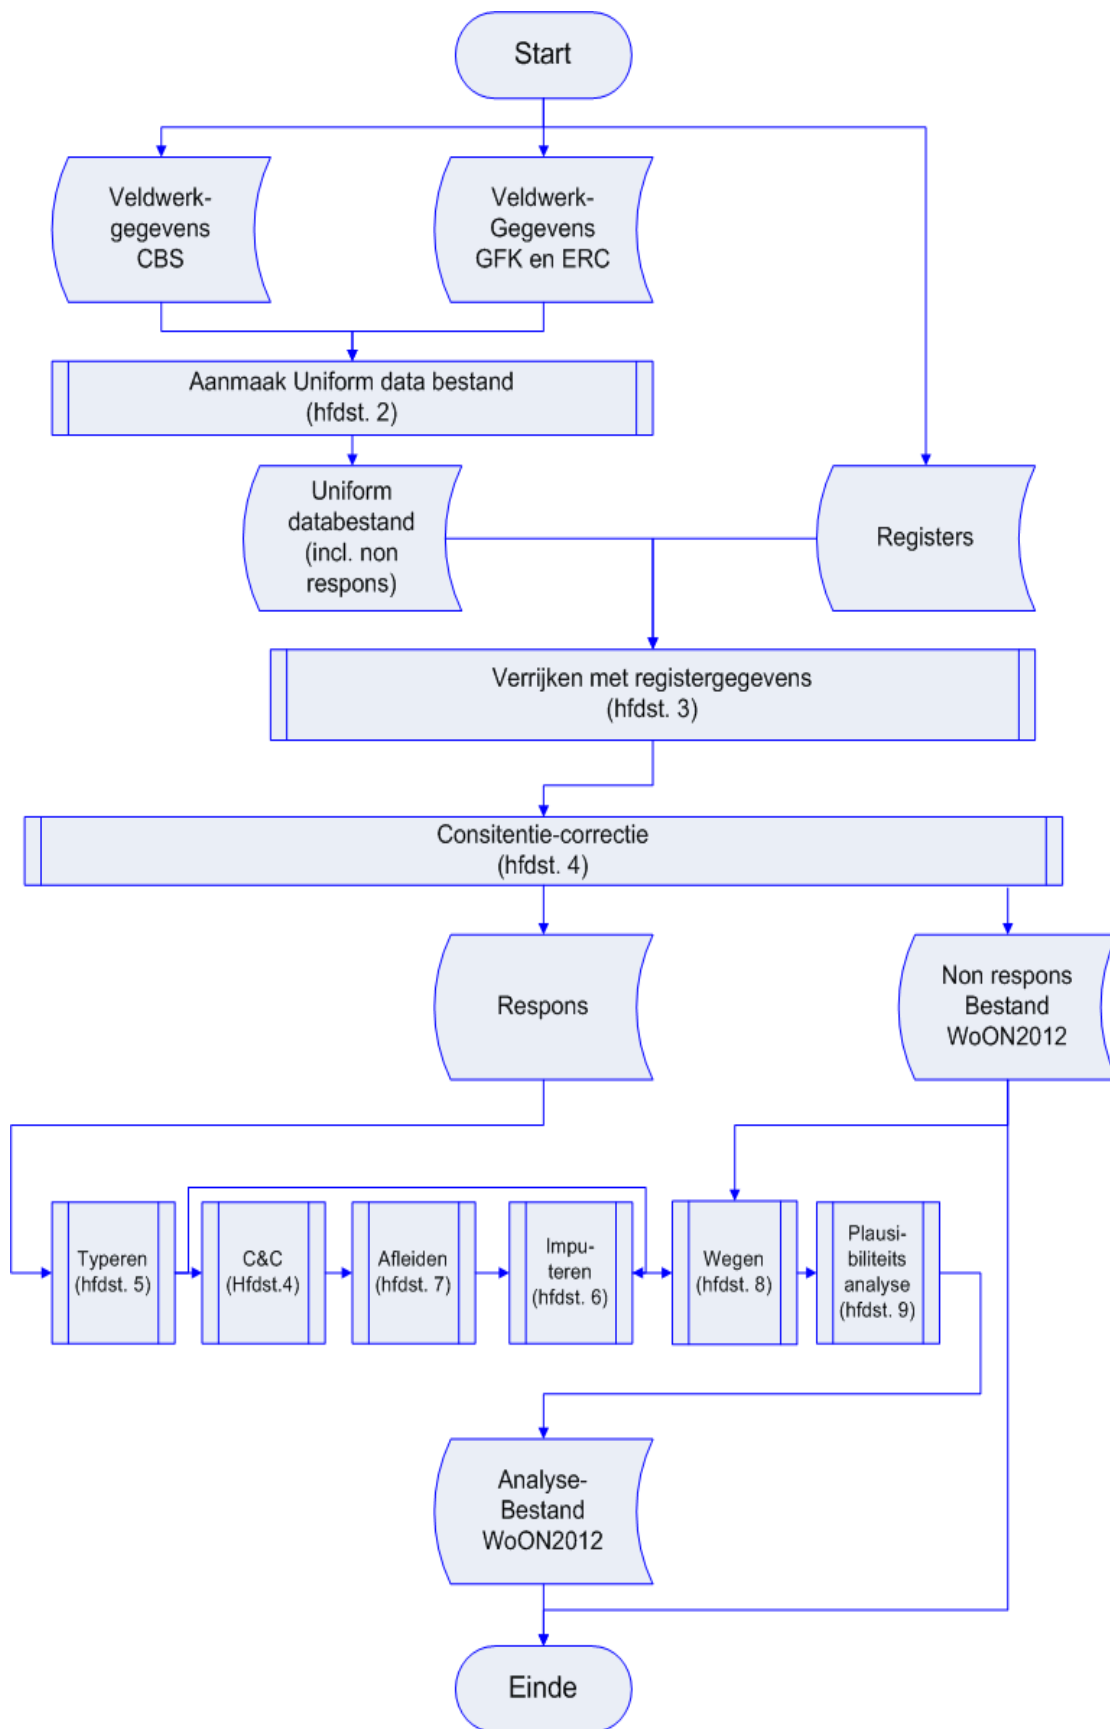 Start
Veldwerk-
gegevens
CBS
Veldwerk-
Gegevens
GFK en ERC
Aanmaak Uniform data bestand
(hfdst. 2)
Uniform
databestand
(incl. non
respons)
Registers
Verrijken met registergegevens
(hfdst. 3)
Consitentie-correctie
(hfdst. 4)
Respons
Non respons
Bestand
WoON2012
Typeren
(hfdst. 5)
C&C
(Hfdst.4)
Afleiden
(hfdst. 7)
Impu-
teren
(hfdst. 6)
Wegen
(hfdst. 8)
Plausi-
biliteits
analyse
(hfdst. 9)
Analyse-
Bestand
WoON2012
Einde